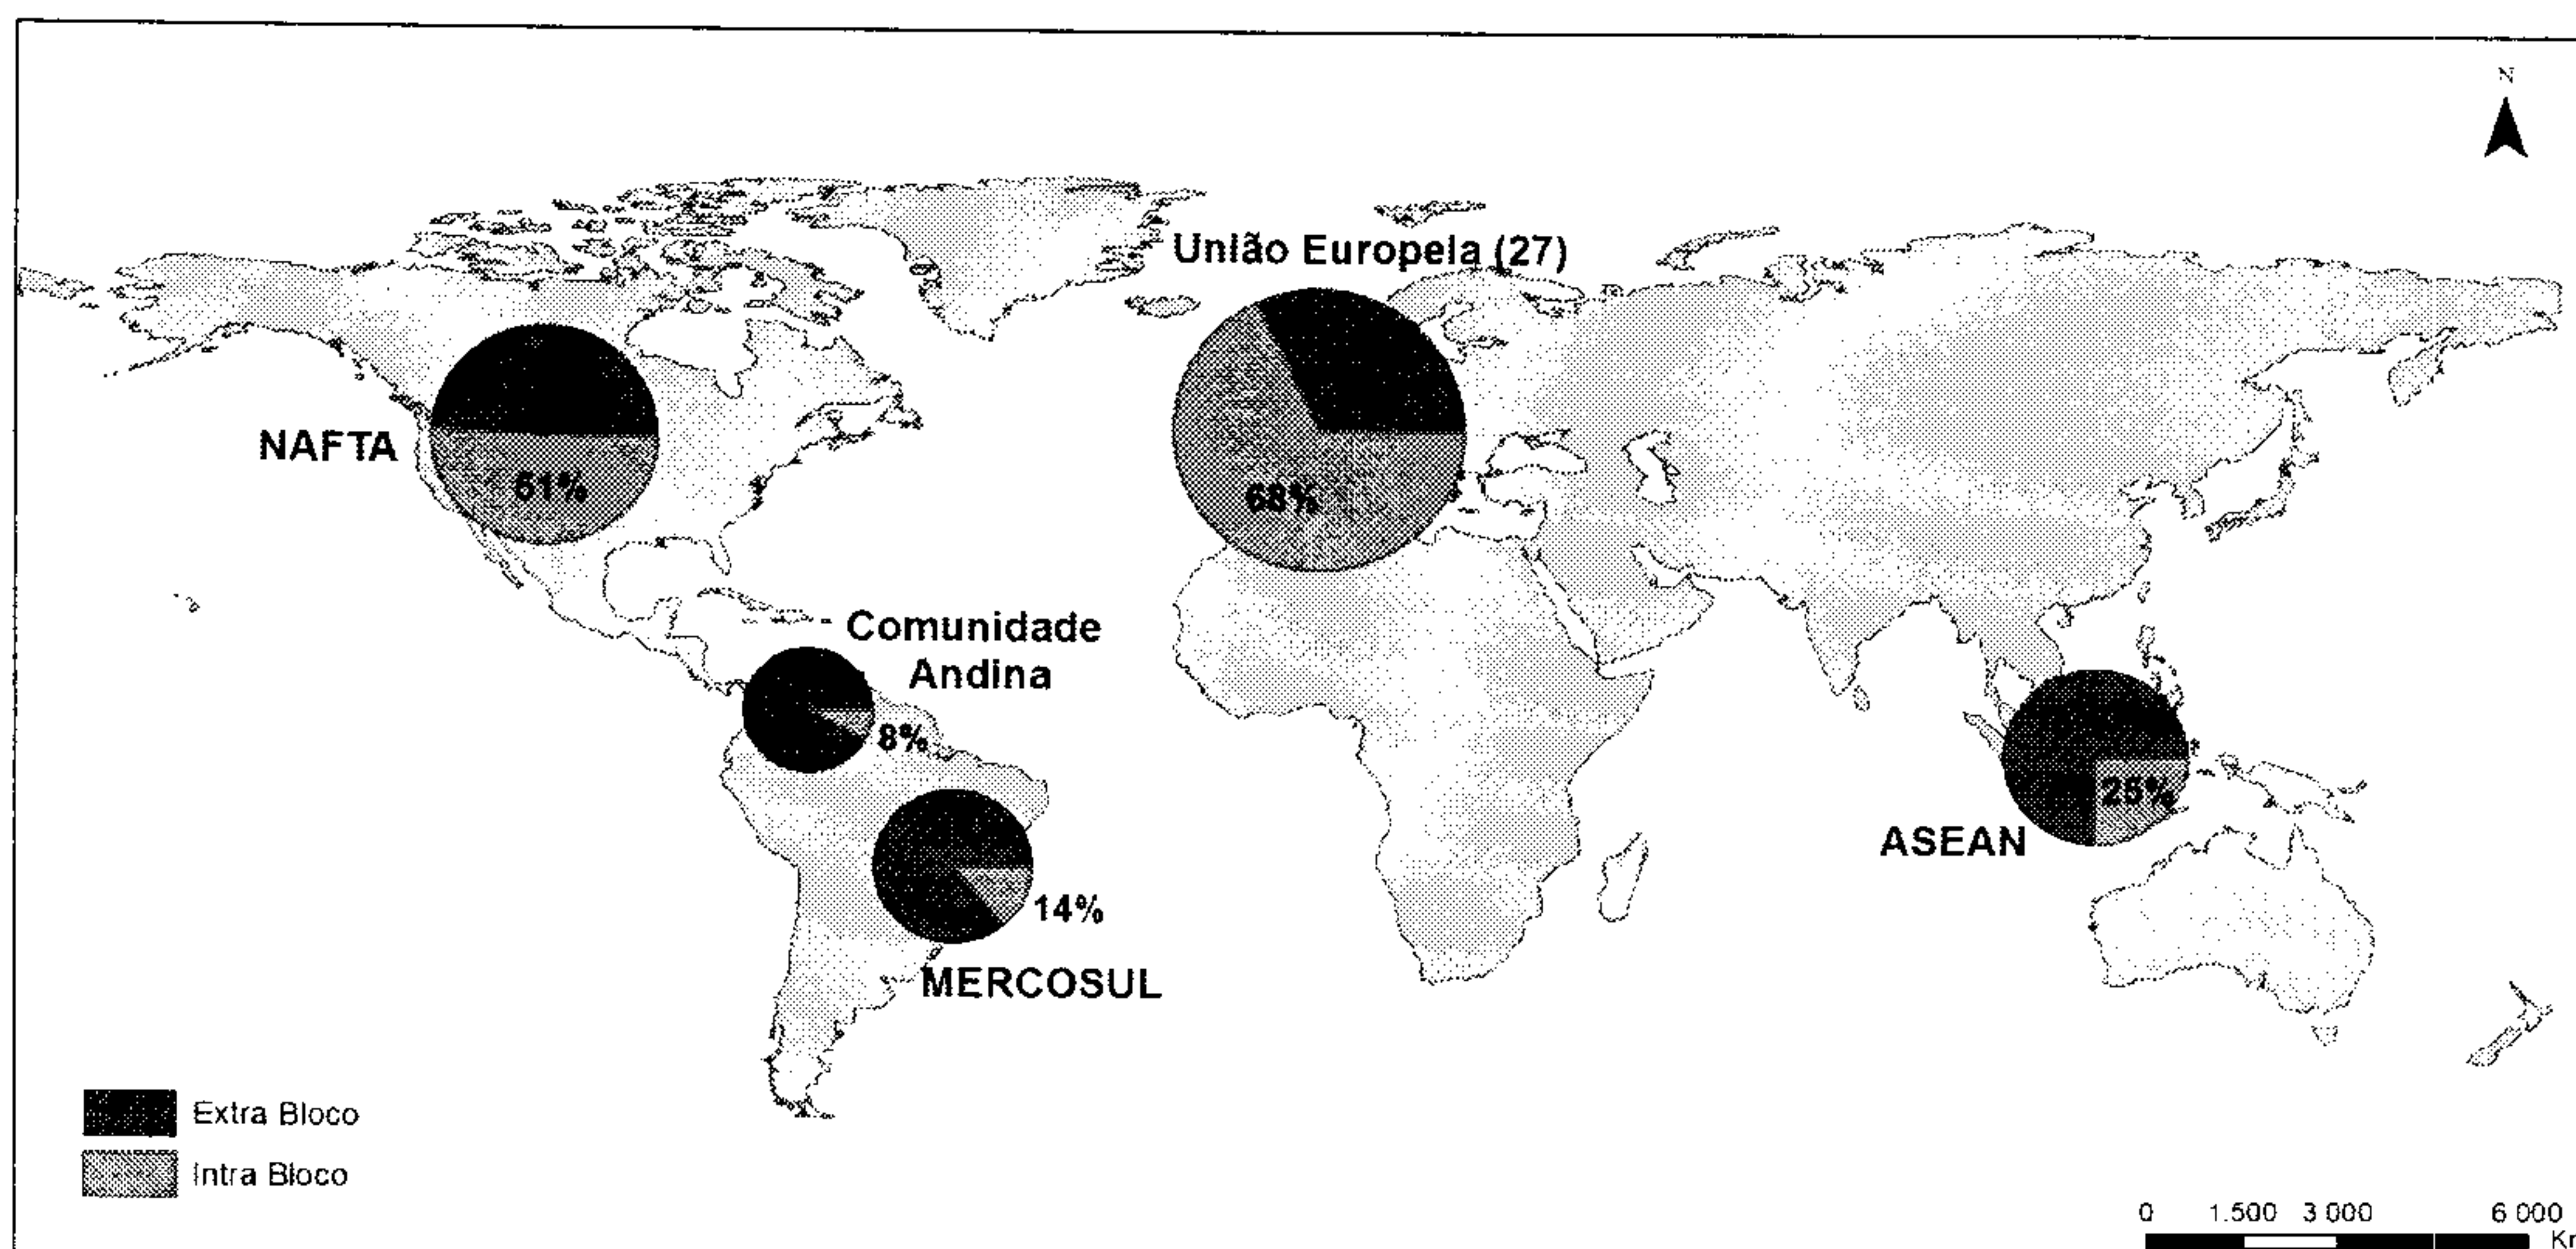 N
União Europeia (27)
68%
NAFTA
51%
Comunidade
Andina
8%
14%
MERCOSUL
25%
ASEAN
Extra Bloco
Intra Bloco
0 1.500 3 000 6 000